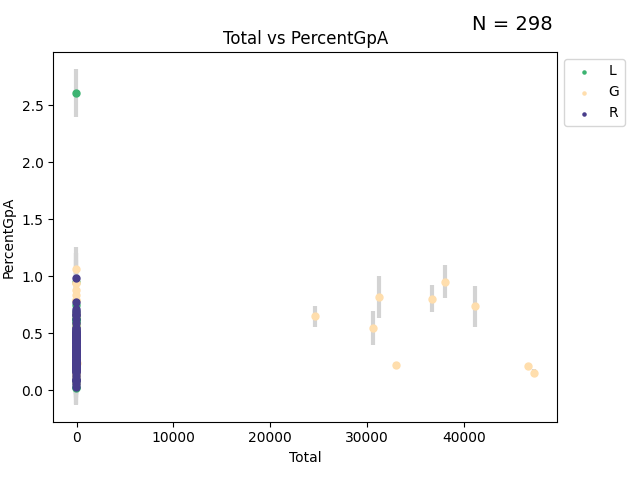 N = 298
Total vs PercentGpA
L
G
R
PercentGpA
2.5
2.0
1.5
1.0
0.5
0.0
0 10000 20000 30000 40000
Total